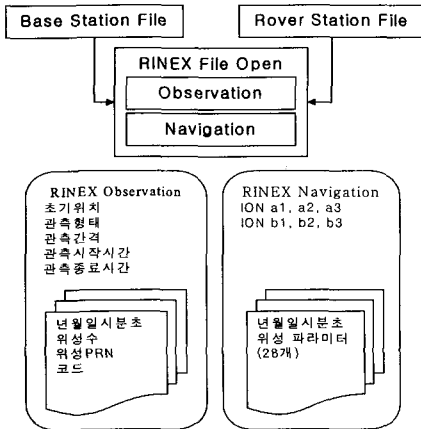 Base Station File
Rover Station File
RINEX File Open
Observation
Navigation
RINEX Observation
초기위치
관측형태
관측간격
관측시작시간
관측종료시간
년월일시분초
위성수
위성PRN
코드
RINEX Navigation
ION a1, a2, a3
ION b1, b2, b3
년월일시분초
위성 파라미터
(28개)